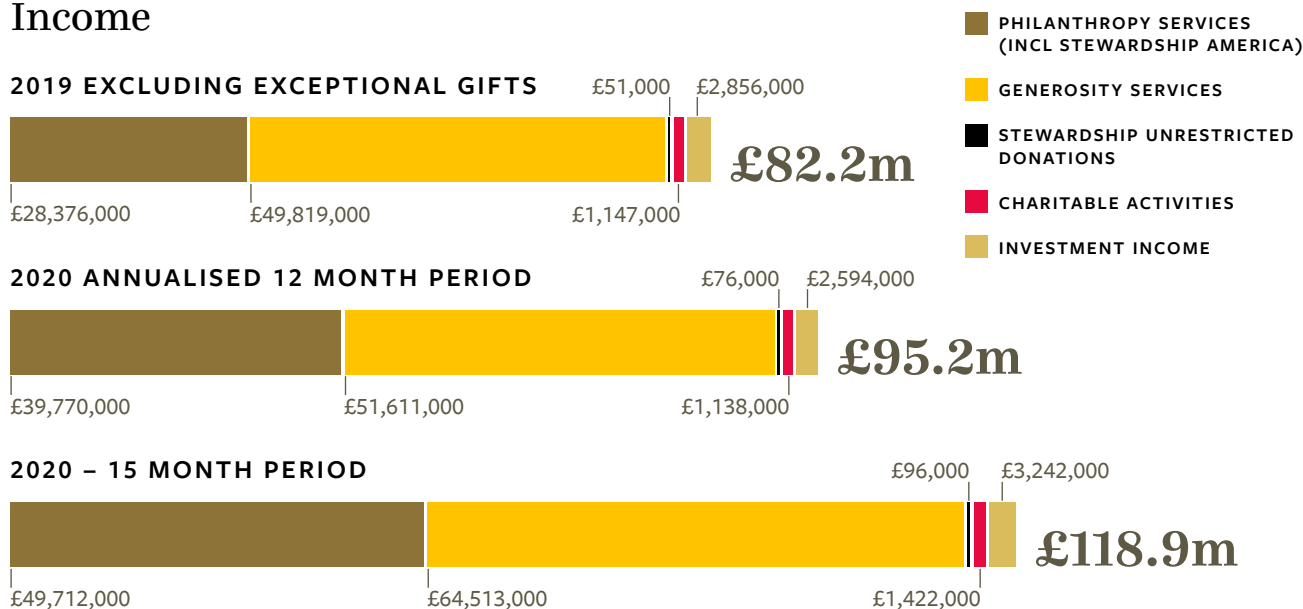 Income
PHILANTHROPY SERVICES
(INCL STEWARDSHIP AMERICA)
GENEROSITY SERVICES
STEWARDSHIP UNRESTRICTED
DONATIONS
CHARITABLE ACTIVITIES
INVESTMENT INCOME
2019 EXCLUDING EXCEPTIONAL GIFTS
£51,000
£2,856,000
£82.2m
£28,376,000
£49,819,000
£1,147,000
2020 ANNUALISED 12 MONTH PERIOD
£76,000
£2,594,000
£95.2m
£39,770,000
£51,611,000
£1,138,000
2020 – 15 MONTH PERIOD
£96,000
£3,242,000
£118.9m
£49,712,000
£64,513,000
£1,422,000